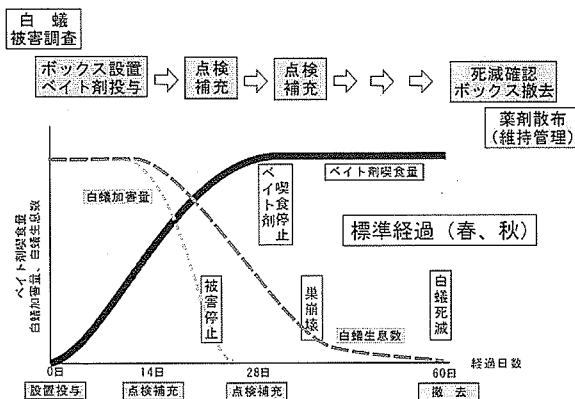 白 蟻
被害調査
ボックス設置
ベイト剤投与
点検
補充
点検
補充
死滅確認
ボックス撤去
薬剤散布
(維持管理)
ベイト剤喫食量
白蟻加害量、白蟻生息数
白蟻加害量
ベイト剤
喫食停止
ベイト剤喫食量
標準経過(春、秋)
被害停止
巣崩壊
白蟻生息数
白蟻死滅
経過日数
0日
14日
28日
60日
設置投与
点検補充
点検補充
撤 去